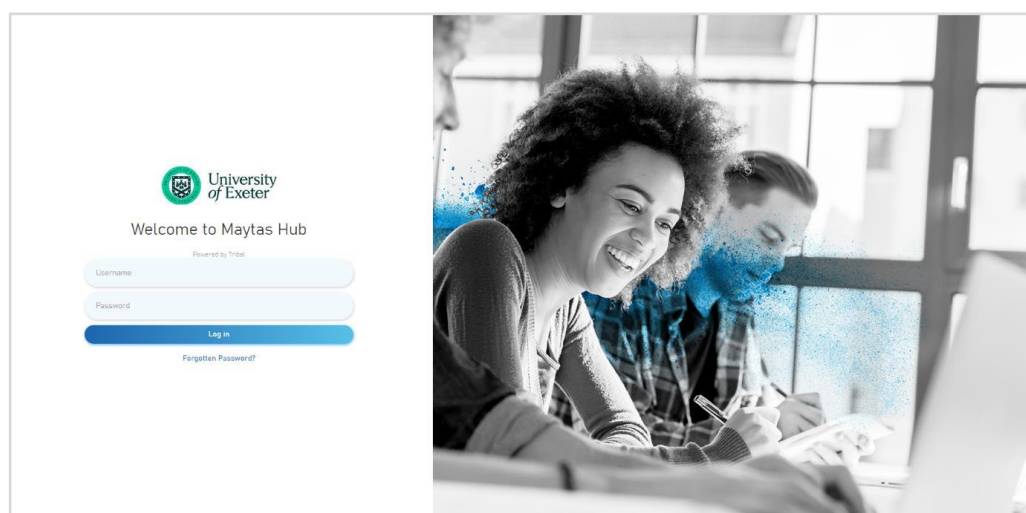 University
of Exeter
Welcome to Maytas Hub
Powered by Tribal
Username
Password
Log in
Forgotten Password?